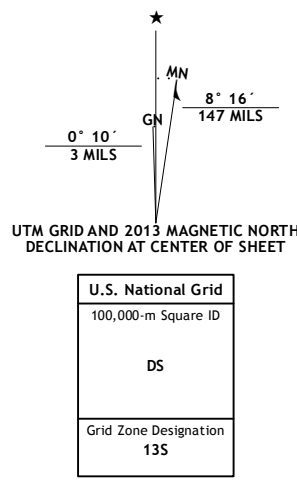 ★
MN
8° 16´
147 MILS
GN
0° 10´
3 MILS
UTM GRID AND 2013 MAGNETIC NORTH
DECLINATION AT CENTER OF SHEET
U.S. National Grid
100,000-m Square ID
DS
Grid Zone Designation
13S